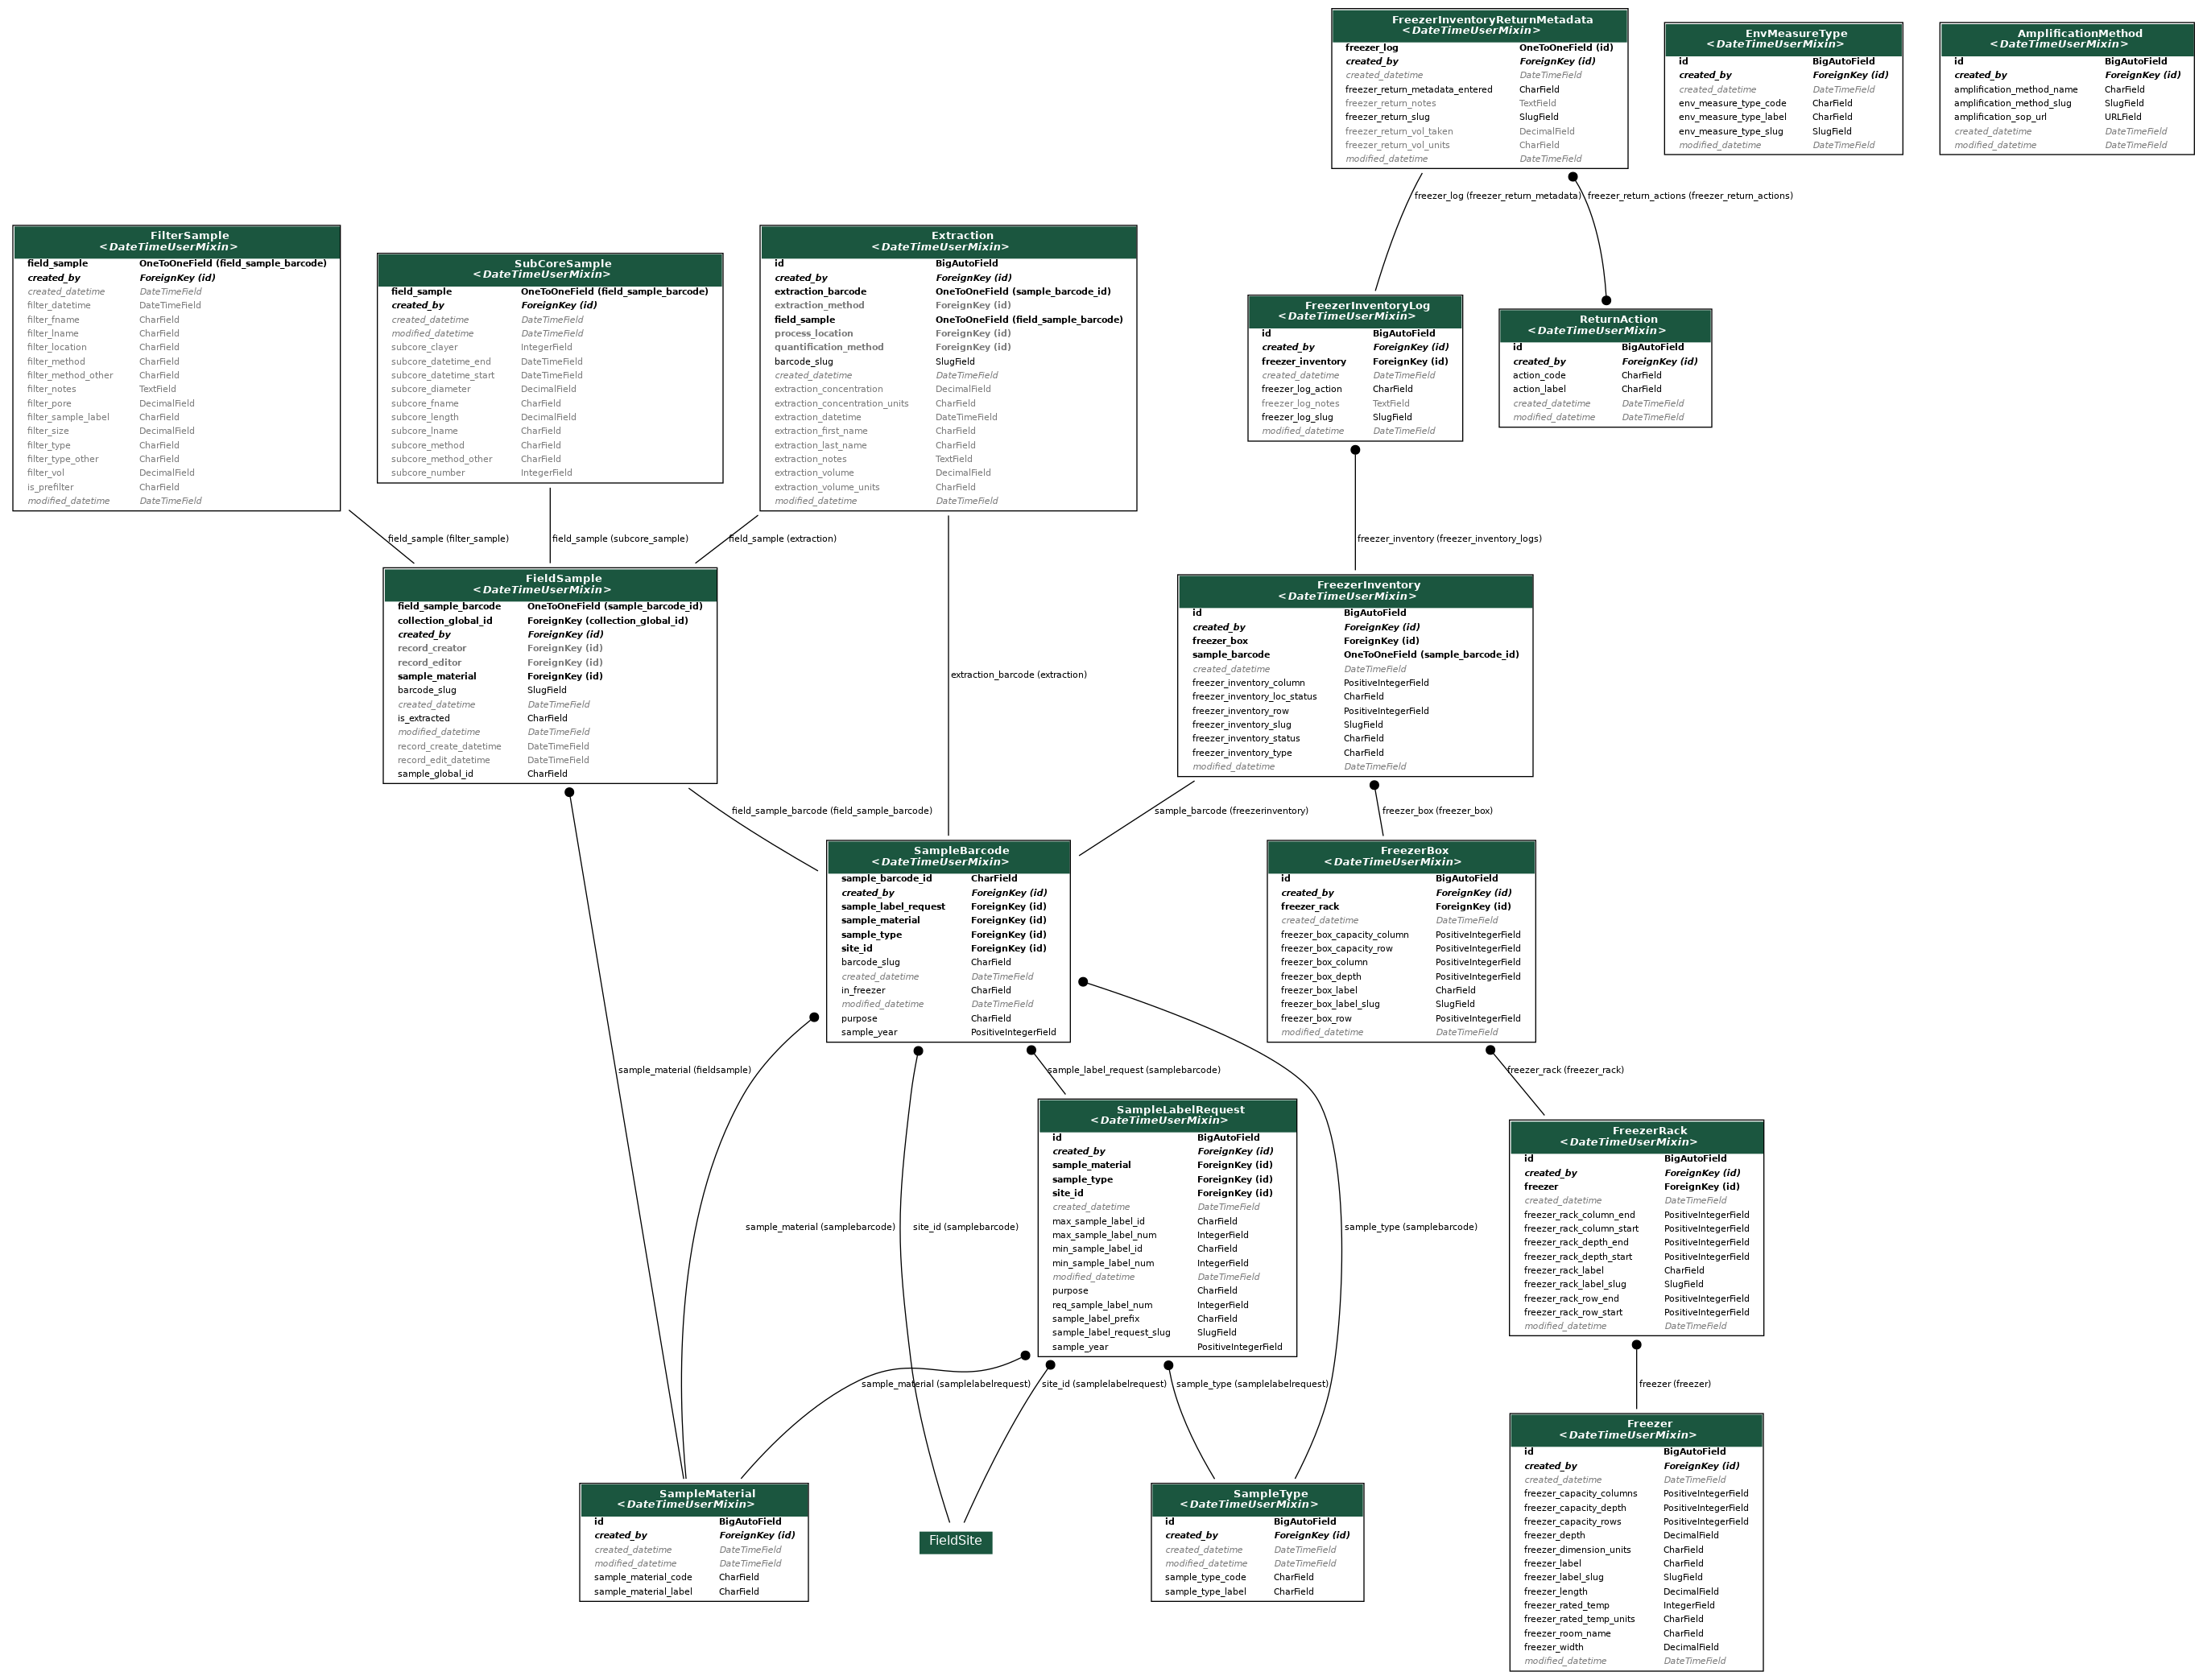 FreezerInventoryReturnMetadata
<DateTimeUserMixin>
freezer_log OneToOneField (id)
created_by ForeignKey (id)
created_datetime DateTimeField
freezer_return_metadata_entered CharField
freezer_return_notes TextField
freezer_return_slug SlugField
freezer_return_vol_taken DecimalField
freezer_return_vol_units CharField
modified_datetime DateTimeField
EnvMeasureType
<DateTimeUserMixin>
id BigAutoField
created_by ForeignKey (id)
created_datetime DateTimeField
env_measure_type_code CharField
env_measure_type_label CharField
env_measure_type_slug SlugField
modified_datetime DateTimeField
AmplificationMethod
<DateTimeUserMixin>
id BigAutoField
created_by ForeignKey (id)
amplification_method_name CharField
amplification_method_slug SlugField
amplification_sop_url URLField
created_datetime DateTimeField
modified_datetime DateTimeField
freezer_log (freezer_return_metadata)
freezer_return_actions (freezer_return_actions)
FilterSample
<DateTimeUserMixin>
field_sample OneToOneField (field_sample_barcode)
created_by ForeignKey (id)
created_datetime DateTimeField
filter_datetime DateTimeField
filter_fname CharField
filter_lname CharField
filter_location CharField
filter_method CharField
filter_method_other CharField
filter_notes TextField
filter_pore DecimalField
filter_sample_label CharField
filter_size DecimalField
filter_type CharField
filter_type_other CharField
filter_vol DecimalField
is_prefilter CharField
modified_datetime DateTimeField
SubCoreSample
<DateTimeUserMixin>
field_sample OneToOneField (field_sample_barcode)
created_by ForeignKey (id)
created_datetime DateTimeField
modified_datetime DateTimeField
subcore_clayer IntegerField
subcore_datetime_end DateTimeField
subcore_datetime_start DateTimeField
subcore_diameter DecimalField
subcore_fname CharField
subcore_length DecimalField
subcore_lname CharField
subcore_method CharField
subcore_method_other CharField
subcore_number IntegerField
Extraction
<DateTimeUserMixin>
id BigAutoField
created_by ForeignKey (id)
extraction_barcode OneToOneField (sample_barcode_id)
extraction_method ForeignKey (id)
field_sample OneToOneField (field_sample_barcode)
process_location ForeignKey (id)
quantification_method ForeignKey (id)
barcode_slug SlugField
created_datetime DateTimeField
extraction_concentration DecimalField
extraction_concentration_units CharField
extraction_datetime DateTimeField
extraction_first_name CharField
extraction_last_name CharField
extraction_notes TextField
extraction_volume DecimalField
extraction_volume_units CharField
modified_datetime DateTimeField
FreezerInventoryLog
<DateTimeUserMixin>
id BigAutoField
created_by ForeignKey (id)
freezer_inventory ForeignKey (id)
created_datetime DateTimeField
freezer_log_action CharField
freezer_log_notes TextField
freezer_log_slug SlugField
modified_datetime DateTimeField
ReturnAction
<DateTimeUserMixin>
id BigAutoField
created_by ForeignKey (id)
action_code CharField
action_label CharField
created_datetime DateTimeField
modified_datetime DateTimeField
field_sample (filter_sample)
field_sample (subcore_sample)
field_sample (extraction)
freezer_inventory (freezer_inventory_logs)
FieldSample
<DateTimeUserMixin>
field_sample_barcode OneToOneField (sample_barcode_id)
collection_global_id ForeignKey (collection_global_id)
created_by ForeignKey (id)
record_creator ForeignKey (id)
record_editor ForeignKey (id)
sample_material ForeignKey (id)
barcode_slug SlugField
created_datetime DateTimeField
is_extracted CharField
modified_datetime DateTimeField
record_create_datetime DateTimeField
record_edit_datetime DateTimeField
sample_global_id CharField
extraction_barcode (extraction)
FreezerInventory
<DateTimeUserMixin>
id BigAutoField
created_by ForeignKey (id)
freezer_box ForeignKey (id)
sample_barcode OneToOneField (sample_barcode_id)
created_datetime DateTimeField
freezer_inventory_column PositiveIntegerField
freezer_inventory_loc_status CharField
freezer_inventory_row PositiveIntegerField
freezer_inventory_slug SlugField
freezer_inventory_status CharField
freezer_inventory_type CharField
modified_datetime DateTimeField
field_sample_barcode (field_sample_barcode)
sample_barcode (freezerinventory)
freezer_box (freezer_box)
SampleBarcode
<DateTimeUserMixin>
sample_barcode_id CharField
created_by ForeignKey (id)
sample_label_request ForeignKey (id)
sample_material ForeignKey (id)
sample_type ForeignKey (id)
site_id ForeignKey (id)
barcode_slug CharField
created_datetime DateTimeField
in_freezer CharField
modified_datetime DateTimeField
purpose CharField
sample_year PositiveIntegerField
FreezerBox
<DateTimeUserMixin>
id BigAutoField
created_by ForeignKey (id)
freezer_rack ForeignKey (id)
created_datetime DateTimeField
freezer_box_capacity_column PositiveIntegerField
freezer_box_capacity_row PositiveIntegerField
freezer_box_column PositiveIntegerField
freezer_box_depth PositiveIntegerField
freezer_box_label CharField
freezer_box_label_slug SlugField
freezer_box_row PositiveIntegerField
modified_datetime DateTimeField
sample_material (fieldsample)
sample_label_request (samplebarcode)
freezer_rack (freezer_rack)
SampleLabelRequest
<DateTimeUserMixin>
id BigAutoField
created_by ForeignKey (id)
sample_material ForeignKey (id)
sample_type ForeignKey (id)
site_id ForeignKey (id)
created_datetime DateTimeField
max_sample_label_id CharField
max_sample_label_num IntegerField
min_sample_label_id CharField
min_sample_label_num IntegerField
modified_datetime DateTimeField
purpose CharField
req_sample_label_num IntegerField
sample_label_prefix CharField
sample_label_request_slug SlugField
sample_year PositiveIntegerField
FreezerRack
<DateTimeUserMixin>
id BigAutoField
created_by ForeignKey (id)
freezer ForeignKey (id)
created_datetime DateTimeField
freezer_rack_column_end PositiveIntegerField
freezer_rack_column_start PositiveIntegerField
freezer_rack_depth_end PositiveIntegerField
freezer_rack_depth_start PositiveIntegerField
freezer_rack_label CharField
freezer_rack_label_slug SlugField
freezer_rack_row_end PositiveIntegerField
freezer_rack_row_start PositiveIntegerField
modified_datetime DateTimeField
sample_material (samplebarcode)
site_id (samplebarcode)
sample_type (samplebarcode)
sample_material (samplelabelrequest)
site_id (samplelabelrequest)
sample_type (samplelabelrequest)
freezer (freezer)
SampleMaterial
<DateTimeUserMixin>
id BigAutoField
created_by ForeignKey (id)
created_datetime DateTimeField
modified_datetime DateTimeField
sample_material_code CharField
sample_material_label CharField
FieldSite
SampleType
<DateTimeUserMixin>
id BigAutoField
created_by ForeignKey (id)
created_datetime DateTimeField
modified_datetime DateTimeField
sample_type_code CharField
sample_type_label CharField
Freezer
<DateTimeUserMixin>
id BigAutoField
created_by ForeignKey (id)
created_datetime DateTimeField
freezer_capacity_columns PositiveIntegerField
freezer_capacity_depth PositiveIntegerField
freezer_capacity_rows PositiveIntegerField
freezer_depth DecimalField
freezer_dimension_units CharField
freezer_label CharField
freezer_label_slug SlugField
freezer_length DecimalField
freezer_rated_temp IntegerField
freezer_rated_temp_units CharField
freezer_room_name CharField
freezer_width DecimalField
modified_datetime DateTimeField